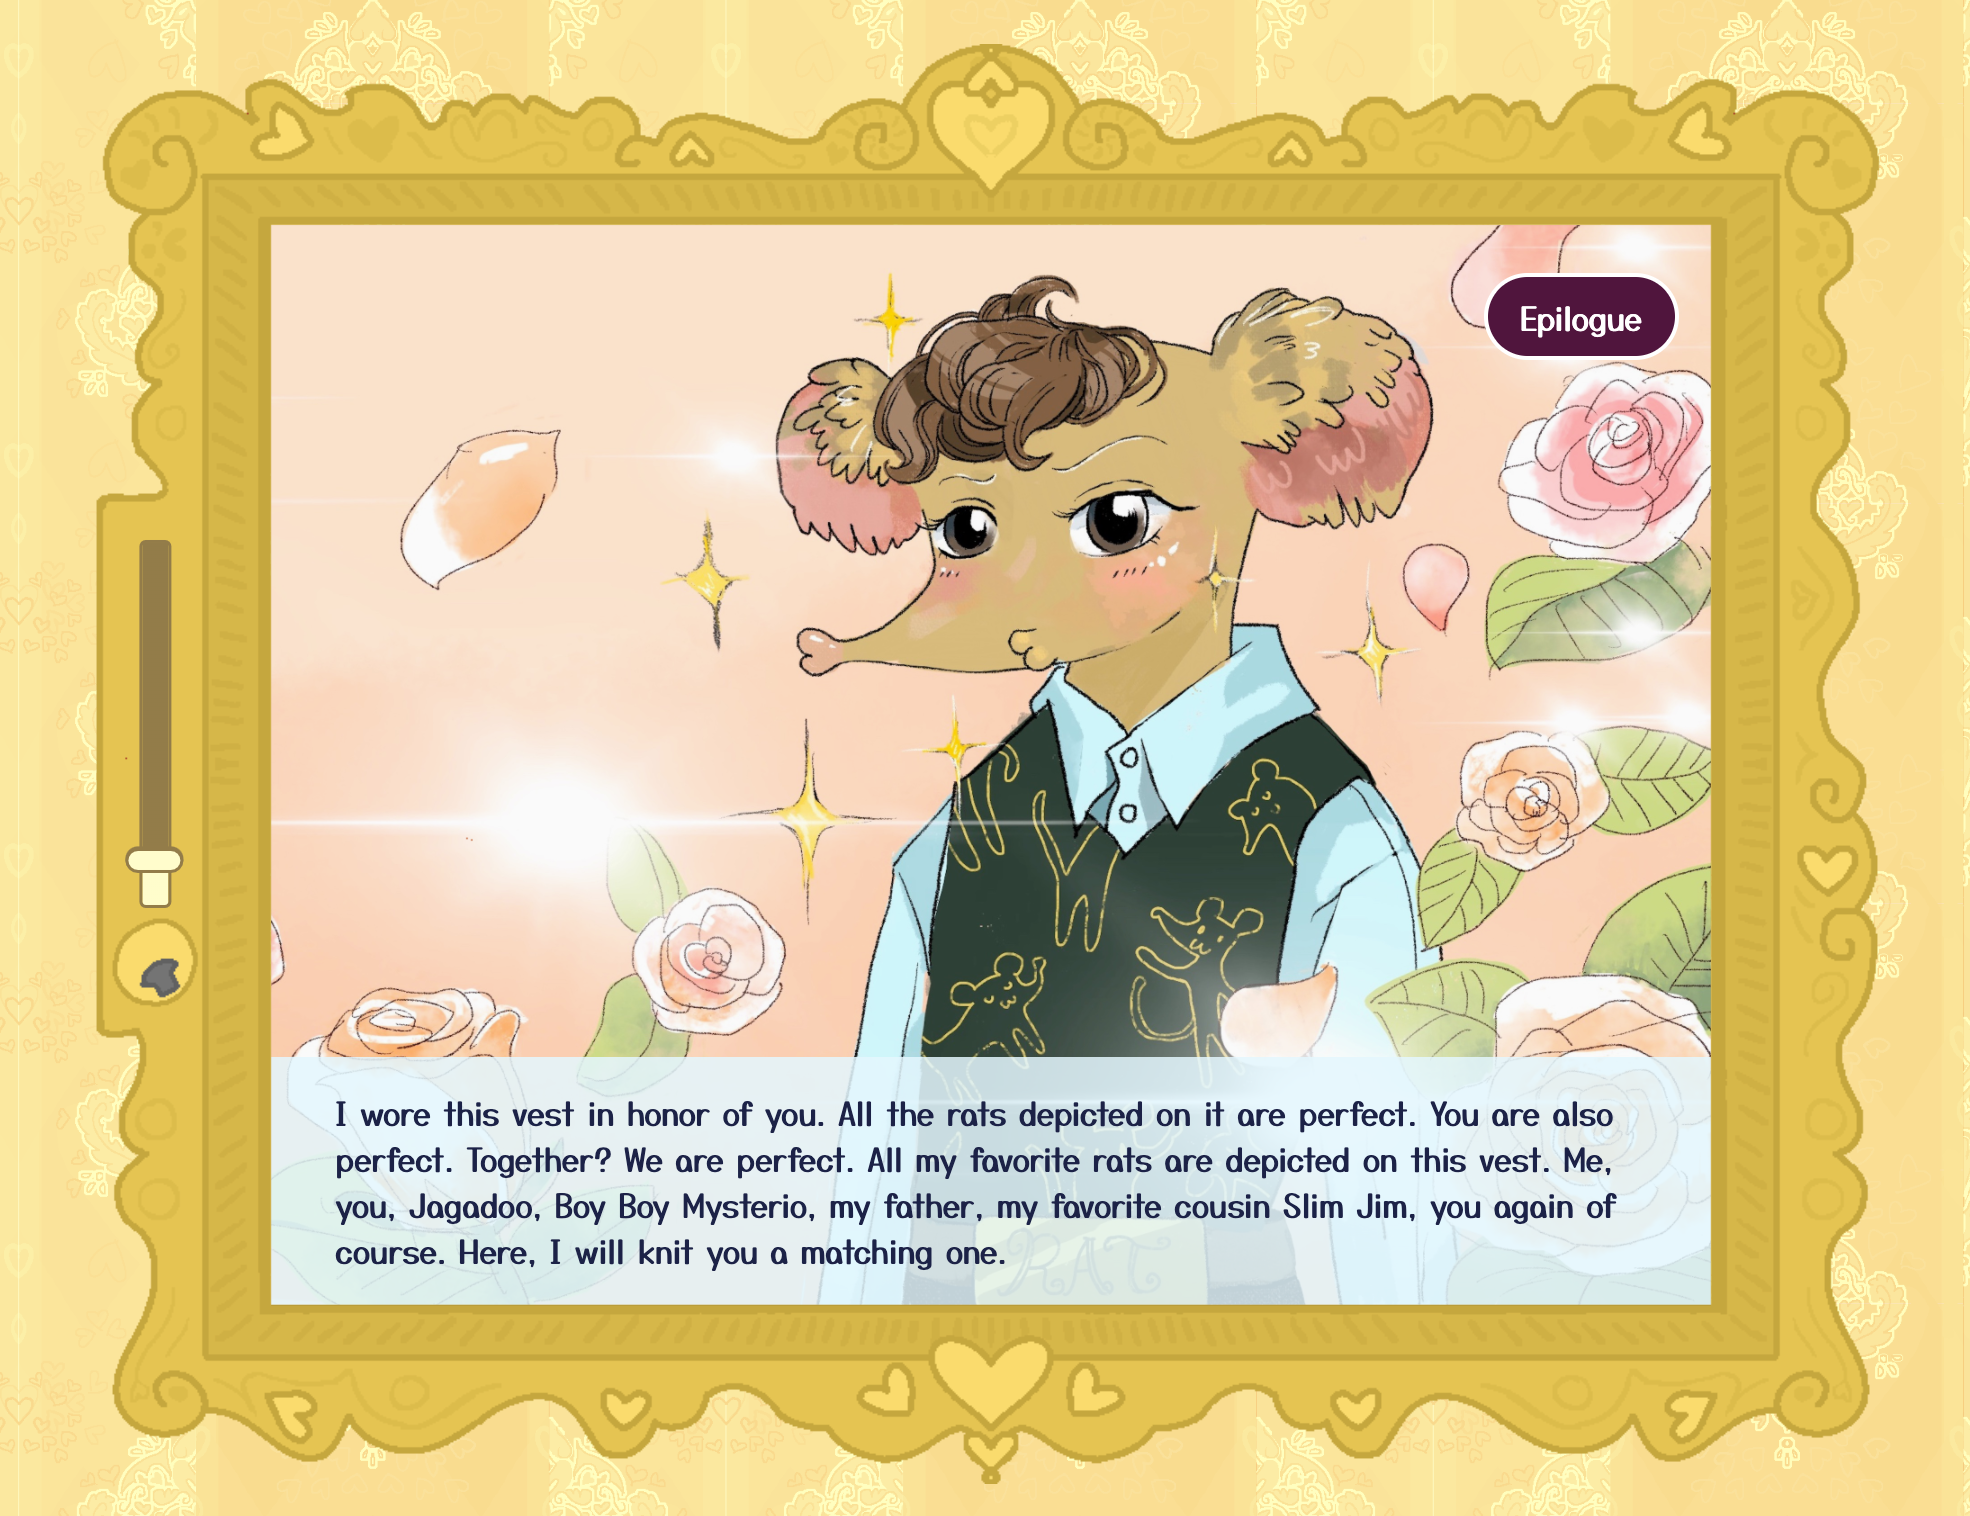 Epilogue
I wore this vest in honor of you. All the rats depicted on it are perfect. You are also
perfect. Together? We are perfect. All my favorite rats are depicted on this vest. Me,
you, Jagadoo, Boy Boy Mysterio, my father, my favorite cousin Slim Jim, you again of
course. Here, I will knit you a matching one.
RAT